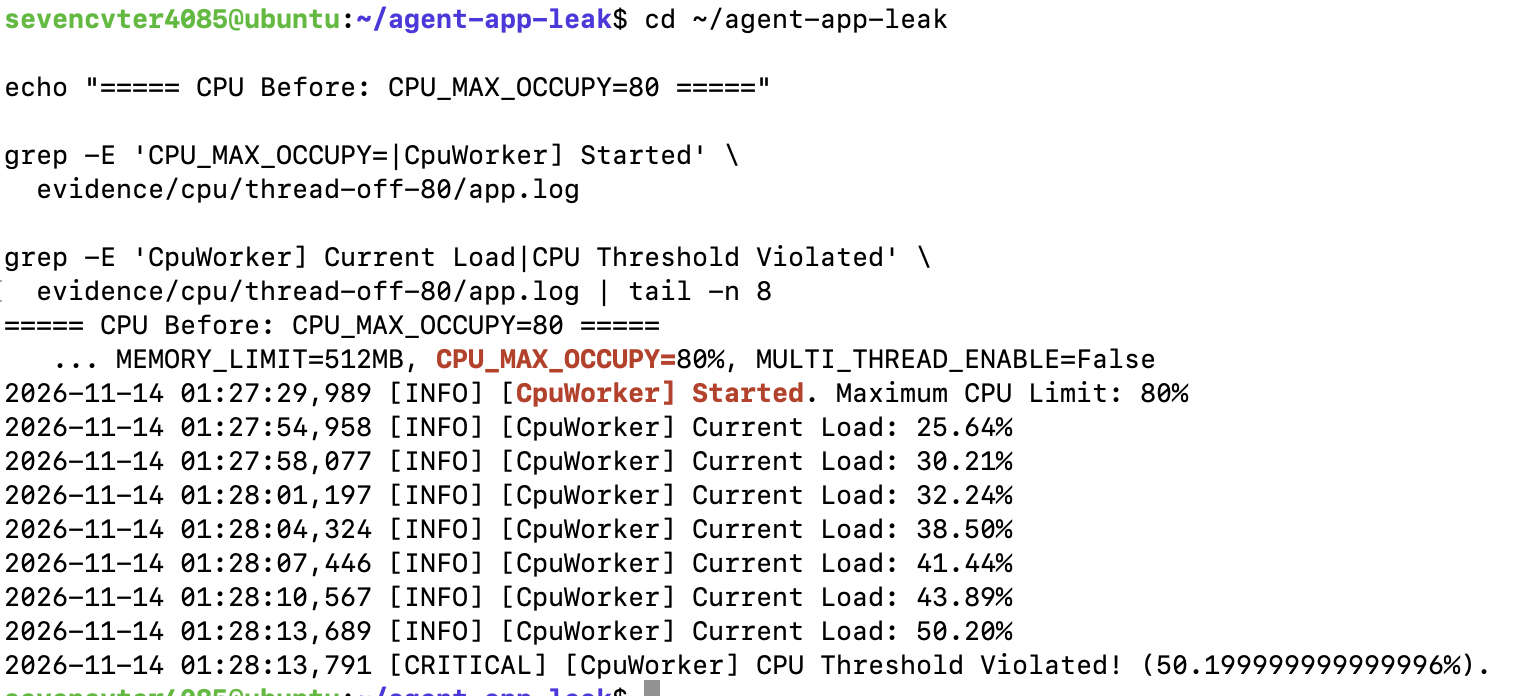 sevencvter4085@ubuntu:~/agent-app-leak$ cd ~/agent-app-leak
echo "===== CPU Before: CPU_MAX_OCCUPY=80 ====="
grep -E 'CPU_MAX_OCCUPY=|CpuWorker] Started' \
  evidence/cpu/thread-off-80/app.log
grep -E 'CpuWorker] Current Load|CPU Threshold Violated' \
  evidence/cpu/thread-off-80/app.log | tail -n 8
===== CPU Before: CPU_MAX_OCCUPY=80 =====
   ... MEMORY_LIMIT=512MB, CPU_MAX_OCCUPY=80%, MULTI_THREAD_ENABLE=False
2026-11-14 01:27:29,989 [INFO] [CpuWorker] Started. Maximum CPU Limit: 80%
2026-11-14 01:27:54,958 [INFO] [CpuWorker] Current Load: 25.64%
2026-11-14 01:27:58,077 [INFO] [CpuWorker] Current Load: 30.21%
2026-11-14 01:28:01,197 [INFO] [CpuWorker] Current Load: 32.24%
2026-11-14 01:28:04,324 [INFO] [CpuWorker] Current Load: 38.50%
2026-11-14 01:28:07,446 [INFO] [CpuWorker] Current Load: 41.44%
2026-11-14 01:28:10,567 [INFO] [CpuWorker] Current Load: 43.89%
2026-11-14 01:28:13,689 [INFO] [CpuWorker] Current Load: 50.20%
2026-11-14 01:28:13,791 [CRITICAL] [CpuWorker] CPU Threshold Violated! (50.199999999999996%).
sevencvter4085@ubuntu:~/agent-app-leak$